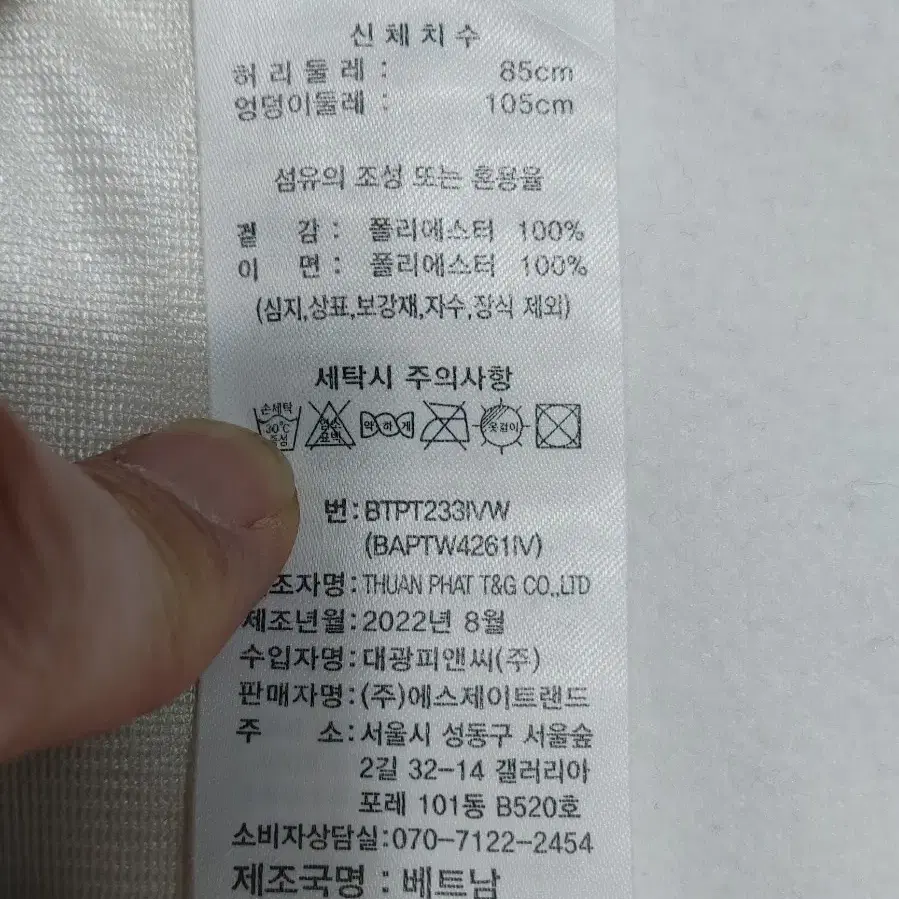 신체치수
허리둘레 : 85cm
엉덩이둘레 : 105cm
섬유의 조성 또는 혼용율
겉 감 : 폴리에스터 100%
이 면 : 폴리에스터 100%
(심지,상표,보강재,자수,장식 제외)
세탁시 주의사항
손세탁 30℃ 중성 염소 표백 약하게 옷걸이
번:BTPT233IVW
(BAPTW4261IV)
조자명:THUAN PHAT T&G CO.,LTD
제조년월:2022년 8월
수입자명:대광피앤씨(주)
판매자명:(주)에스제이트랜드
주 소:서울시 성동구 서울숲
2길 32-14 갤러리아
포레 101동 B520호
소비자상담실:070-7122-2454
제조국명 : 베트남